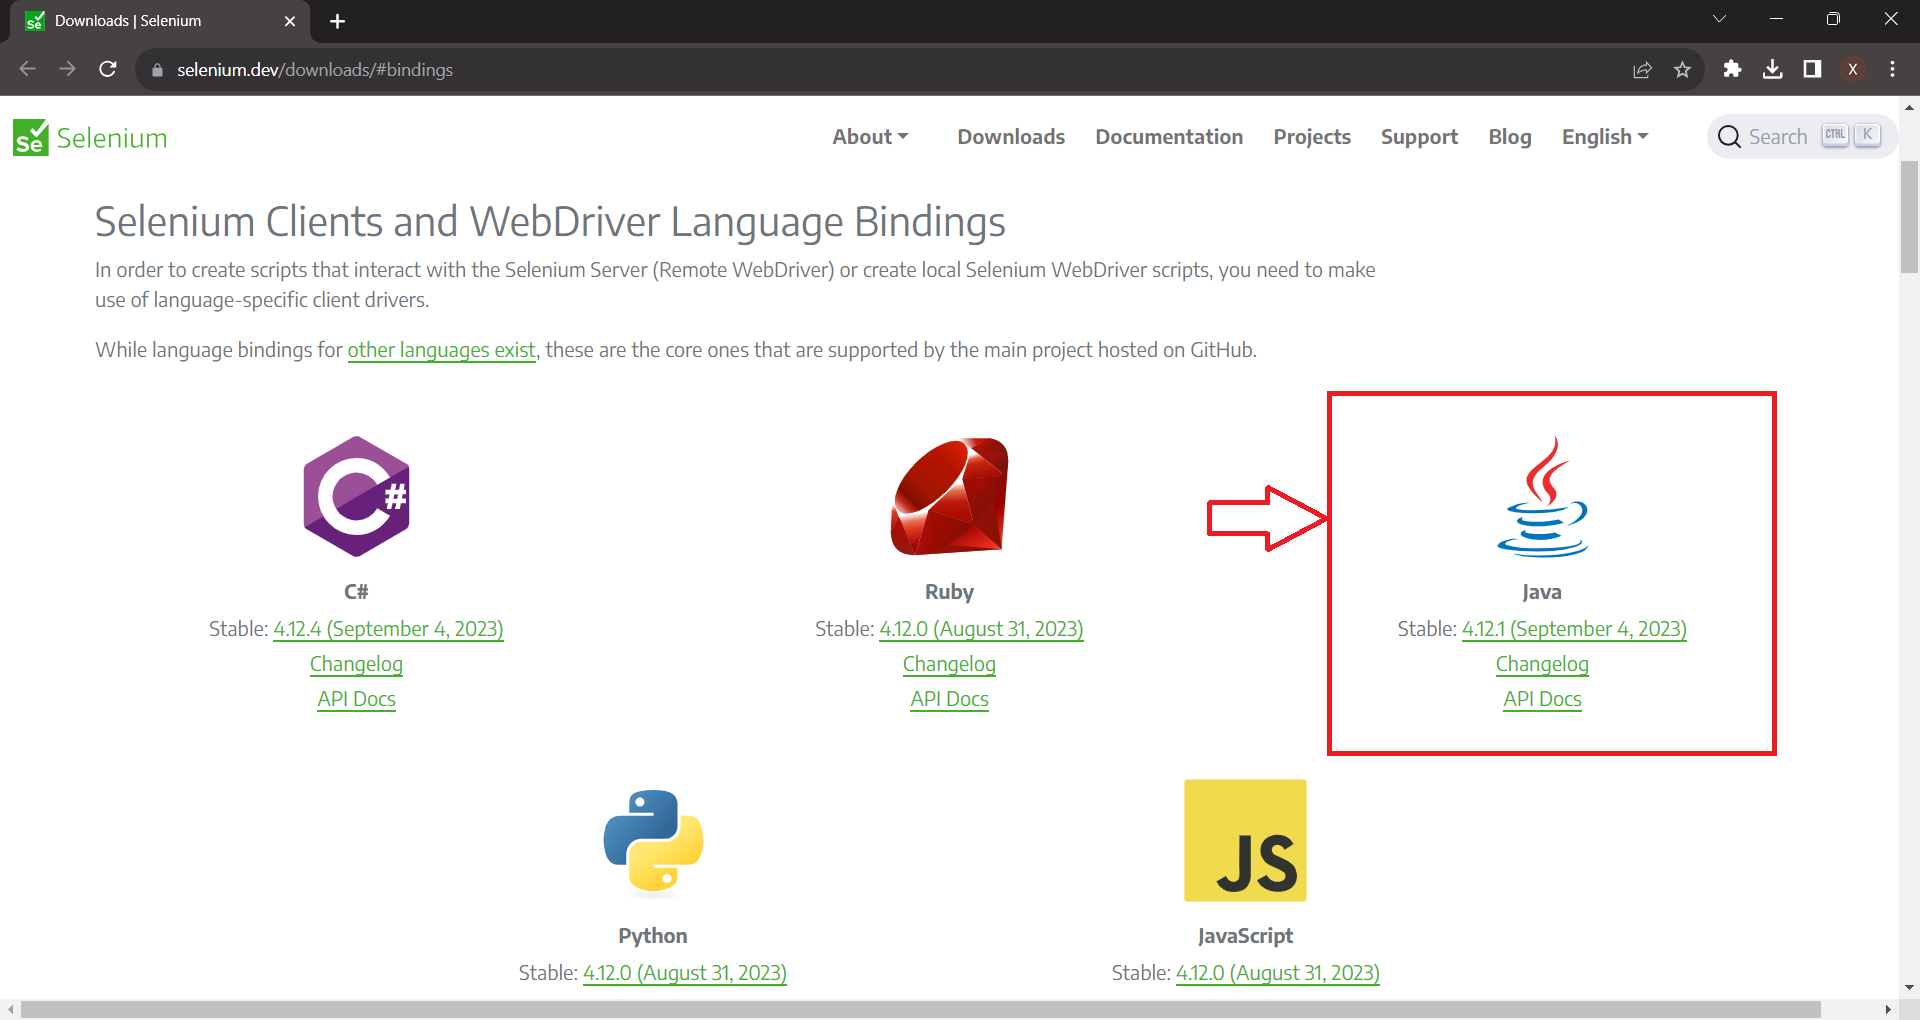 Downloads | Selenium
selenium.dev/downloads/#bindings
X
Se Selenium
About Downloads Documentation Projects Support Blog English Search CTRL K
Selenium Clients and WebDriver Language Bindings
In order to create scripts that interact with the Selenium Server (Remote WebDriver) or create local Selenium WebDriver scripts, you need to make
use of language-specific client drivers.
While language bindings for other languages exist, these are the core ones that are supported by the main project hosted on GitHub.
C#
Ruby
Java
Stable: 4.12.4 (September 4, 2023)
Stable: 4.12.0 (August 31, 2023)
Stable: 4.12.1 (September 4, 2023)
Changelog
Changelog
Changelog
API Docs
API Docs
API Docs
JS
Python
JavaScript
Stable: 4.12.0 (August 31, 2023)
Stable: 4.12.0 (August 31, 2023)